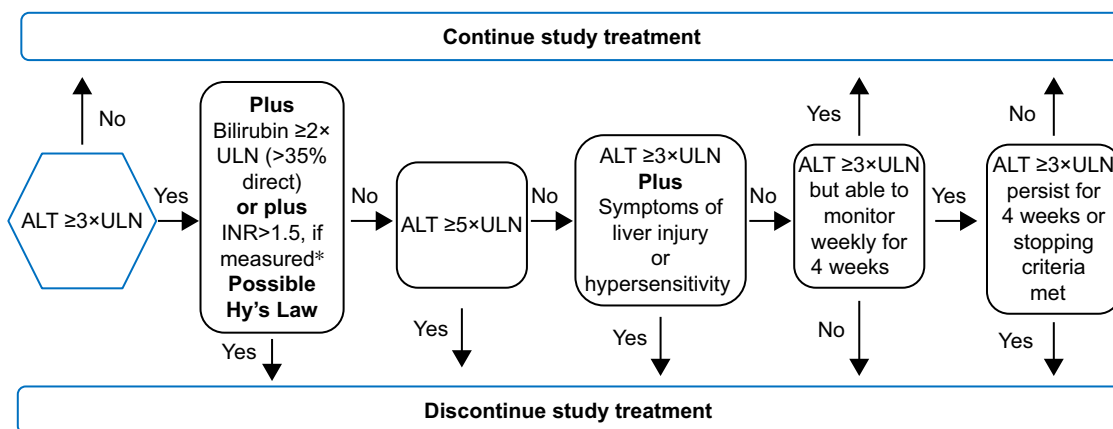 Continue study treatment
No
ALT ≥3×ULN
Yes
Plus
Bilirubin ≥2×
ULN (>35%
direct)
or plus
INR>1.5, if
measured*
Possible
Hy's Law
Yes
No
ALT ≥5×ULN
Yes
No
ALT ≥3×ULN
Plus
Symptoms of
liver injury
or
hypersensitivity
Yes
No
Yes
ALT ≥3×ULN
but able to
monitor
weekly for
4 weeks
No
Yes
No
ALT ≥3×ULN
persist for
4 weeks or
stopping
criteria
met
Yes
Discontinue study treatment